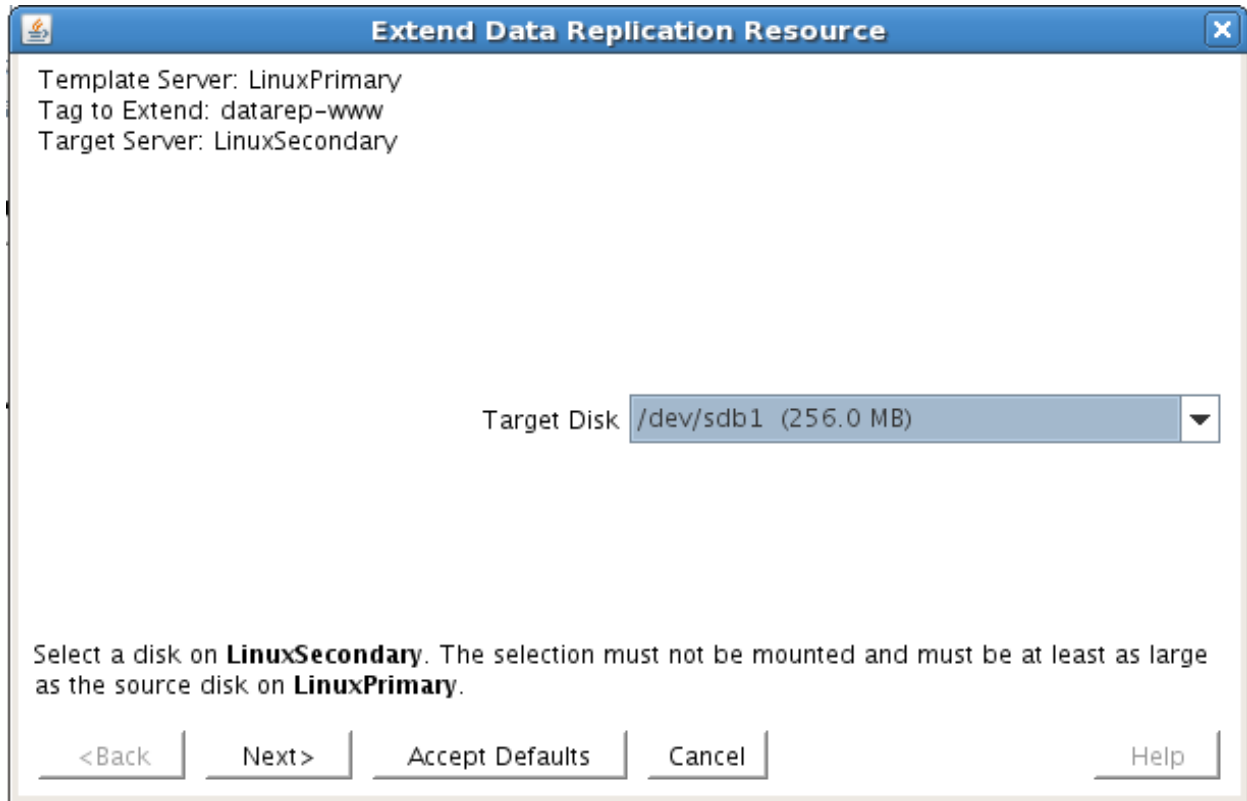 Extend Data Replication Resource
Template Server: LinuxPrimary
Tag to Extend: datarep-www
Target Server: LinuxSecondary
Target Disk /dev/sdb1 (256.0 MB)
Select a disk on LinuxSecondary. The selection must not be mounted and must be at least as large
as the source disk on LinuxPrimary.
<Back Next> Accept Defaults Cancel Help